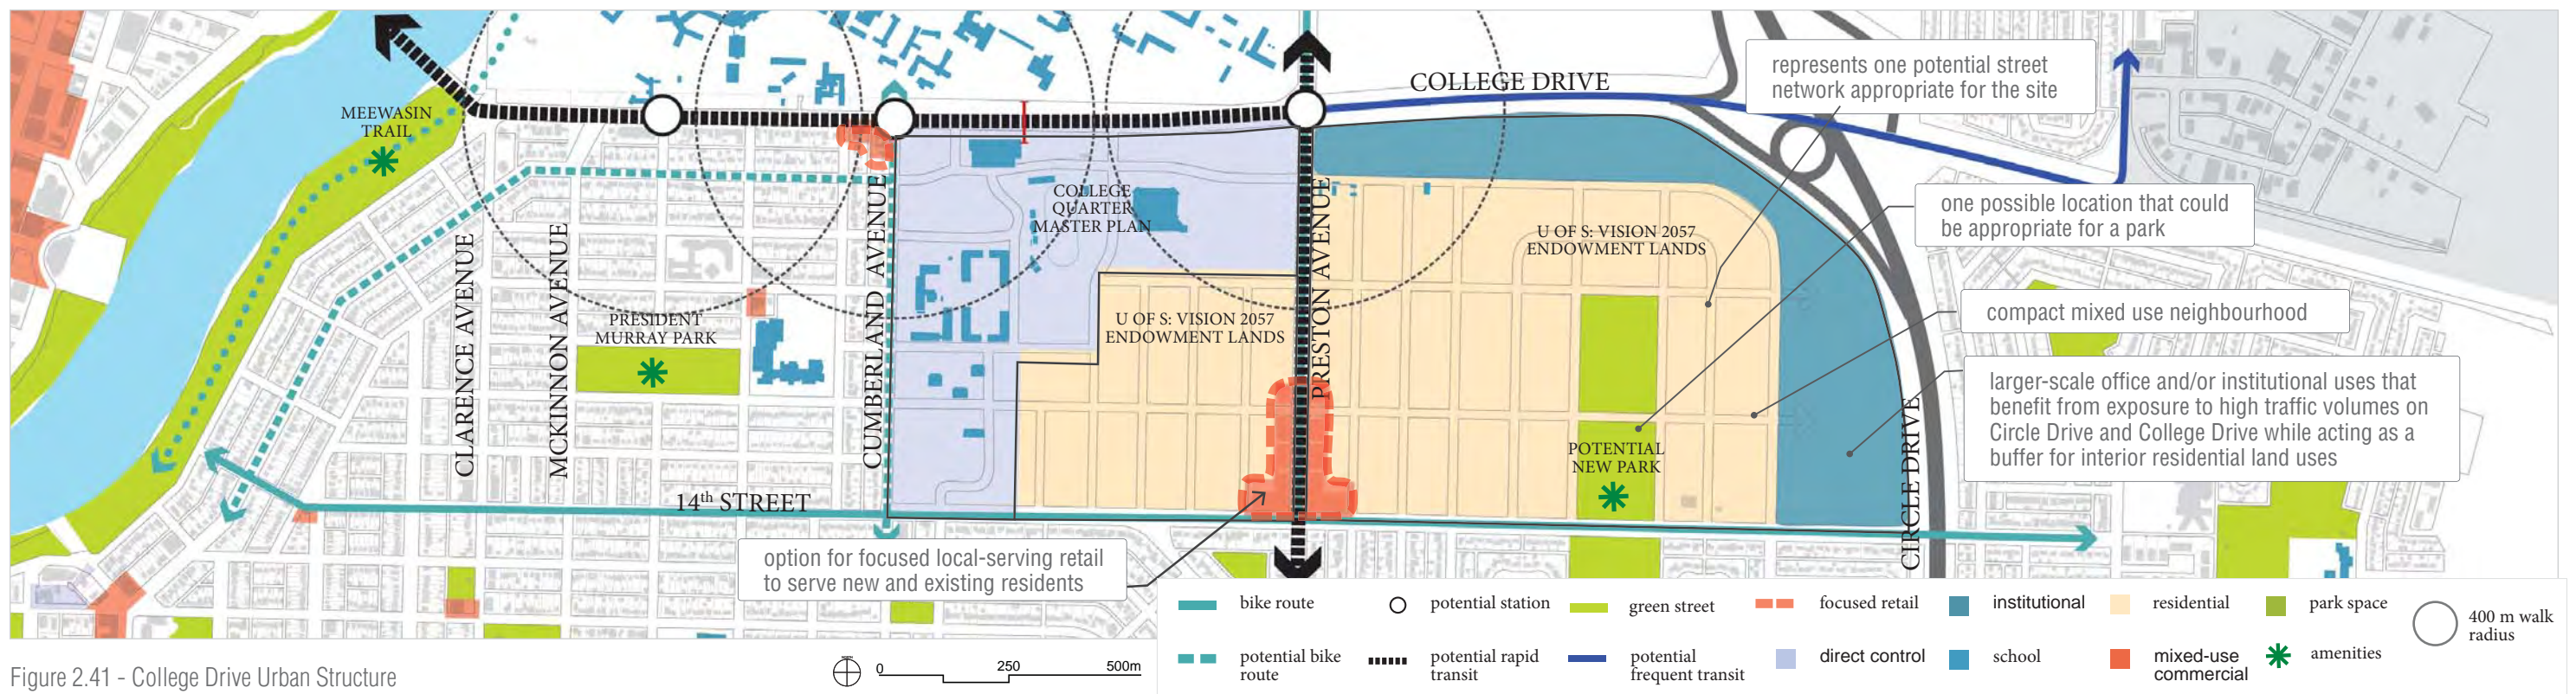 COLLEGE DRIVE
represents one potential street
network appropriate for the site
MEEWASIN
TRAIL
COLLEGE
QUARTER
MASTER PLAN
one possible location that could
be appropriate for a park
U OF S: VISION 2057
ENDOWMENT LANDS
CLARENCE AVENUE
MCKINNON AVENUE
CUMBERLAND AVENUE
PRESTON AVENUE
CIRCLE DRIVE
PRESIDENT
MURRAY PARK
U OF S: VISION 2057
ENDOWMENT LANDS
compact mixed use neighbourhood
larger-scale office and/or institutional uses that
benefit from exposure to high traffic volumes on
Circle Drive and College Drive while acting as a
buffer for interior residential land uses
POTENTIAL
NEW PARK
14th STREET
option for focused local-serving retail
to serve new and existing residents
bike route
potential station
green street
focused retail
institutional
residential
park space
400 m walk
radius
potential bike
route
potential rapid
transit
potential
frequent transit
direct control
school
mixed-use
commercial
amenities
0 250 500m
Figure 2.41 - College Drive Urban Structure